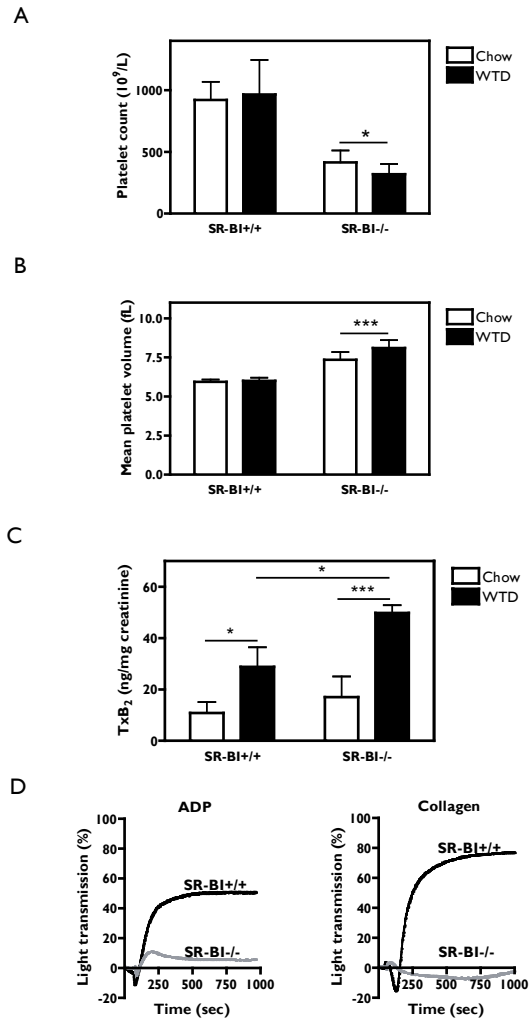 A
Platelet count (10⁹/L)
1000
500
0
*
SR-BI+/+
SR-BI-/-
Chow
WTD
B
Mean platelet volume (fL)
10.0
7.5
5.0
2.5
0.0
***
SR-BI+/+
SR-BI-/-
Chow
WTD
C
TxB₂ (ng/mg creatinine)
60
40
20
0
*
*
***
SR-BI+/+
SR-BI-/-
Chow
WTD
D
ADP
Light transmission (%)
100
80
60
40
20
0
-20
SR-BI+/+
SR-BI-/-
250 500 750 1000
Time (sec)
Collagen
Light transmission (%)
100
80
60
40
20
0
-20
SR-BI+/+
SR-BI-/-
250 500 750 1000
Time (sec)